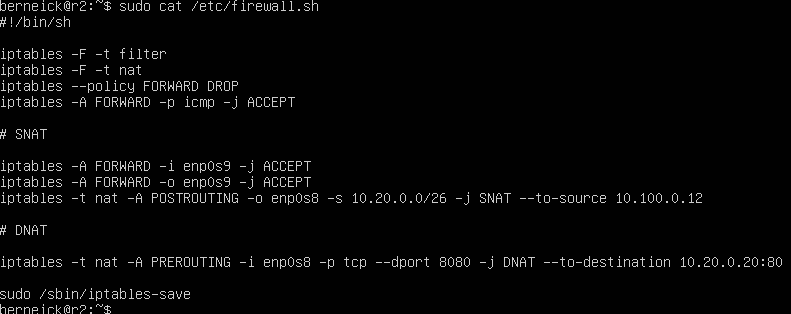 berneick@r2:~$ sudo cat /etc/firewall.sh
#!/bin/sh
iptables -F -t filter
iptables -F -t nat
iptables --policy FORWARD DROP
iptables -A FORWARD -p icmp -j ACCEPT
# SNAT
iptables -A FORWARD -i enp0s9 -j ACCEPT
iptables -A FORWARD -o enp0s9 -j ACCEPT
iptables -t nat -A POSTROUTING -o enp0s8 -s 10.20.0.0/26 -j SNAT --to-source 10.100.0.12
# DNAT
iptables -t nat -A PREROUTING -i enp0s8 -p tcp --dport 8080 -j DNAT --to-destination 10.20.0.20:80
sudo /sbin/iptables-save
berneick@r2:~$